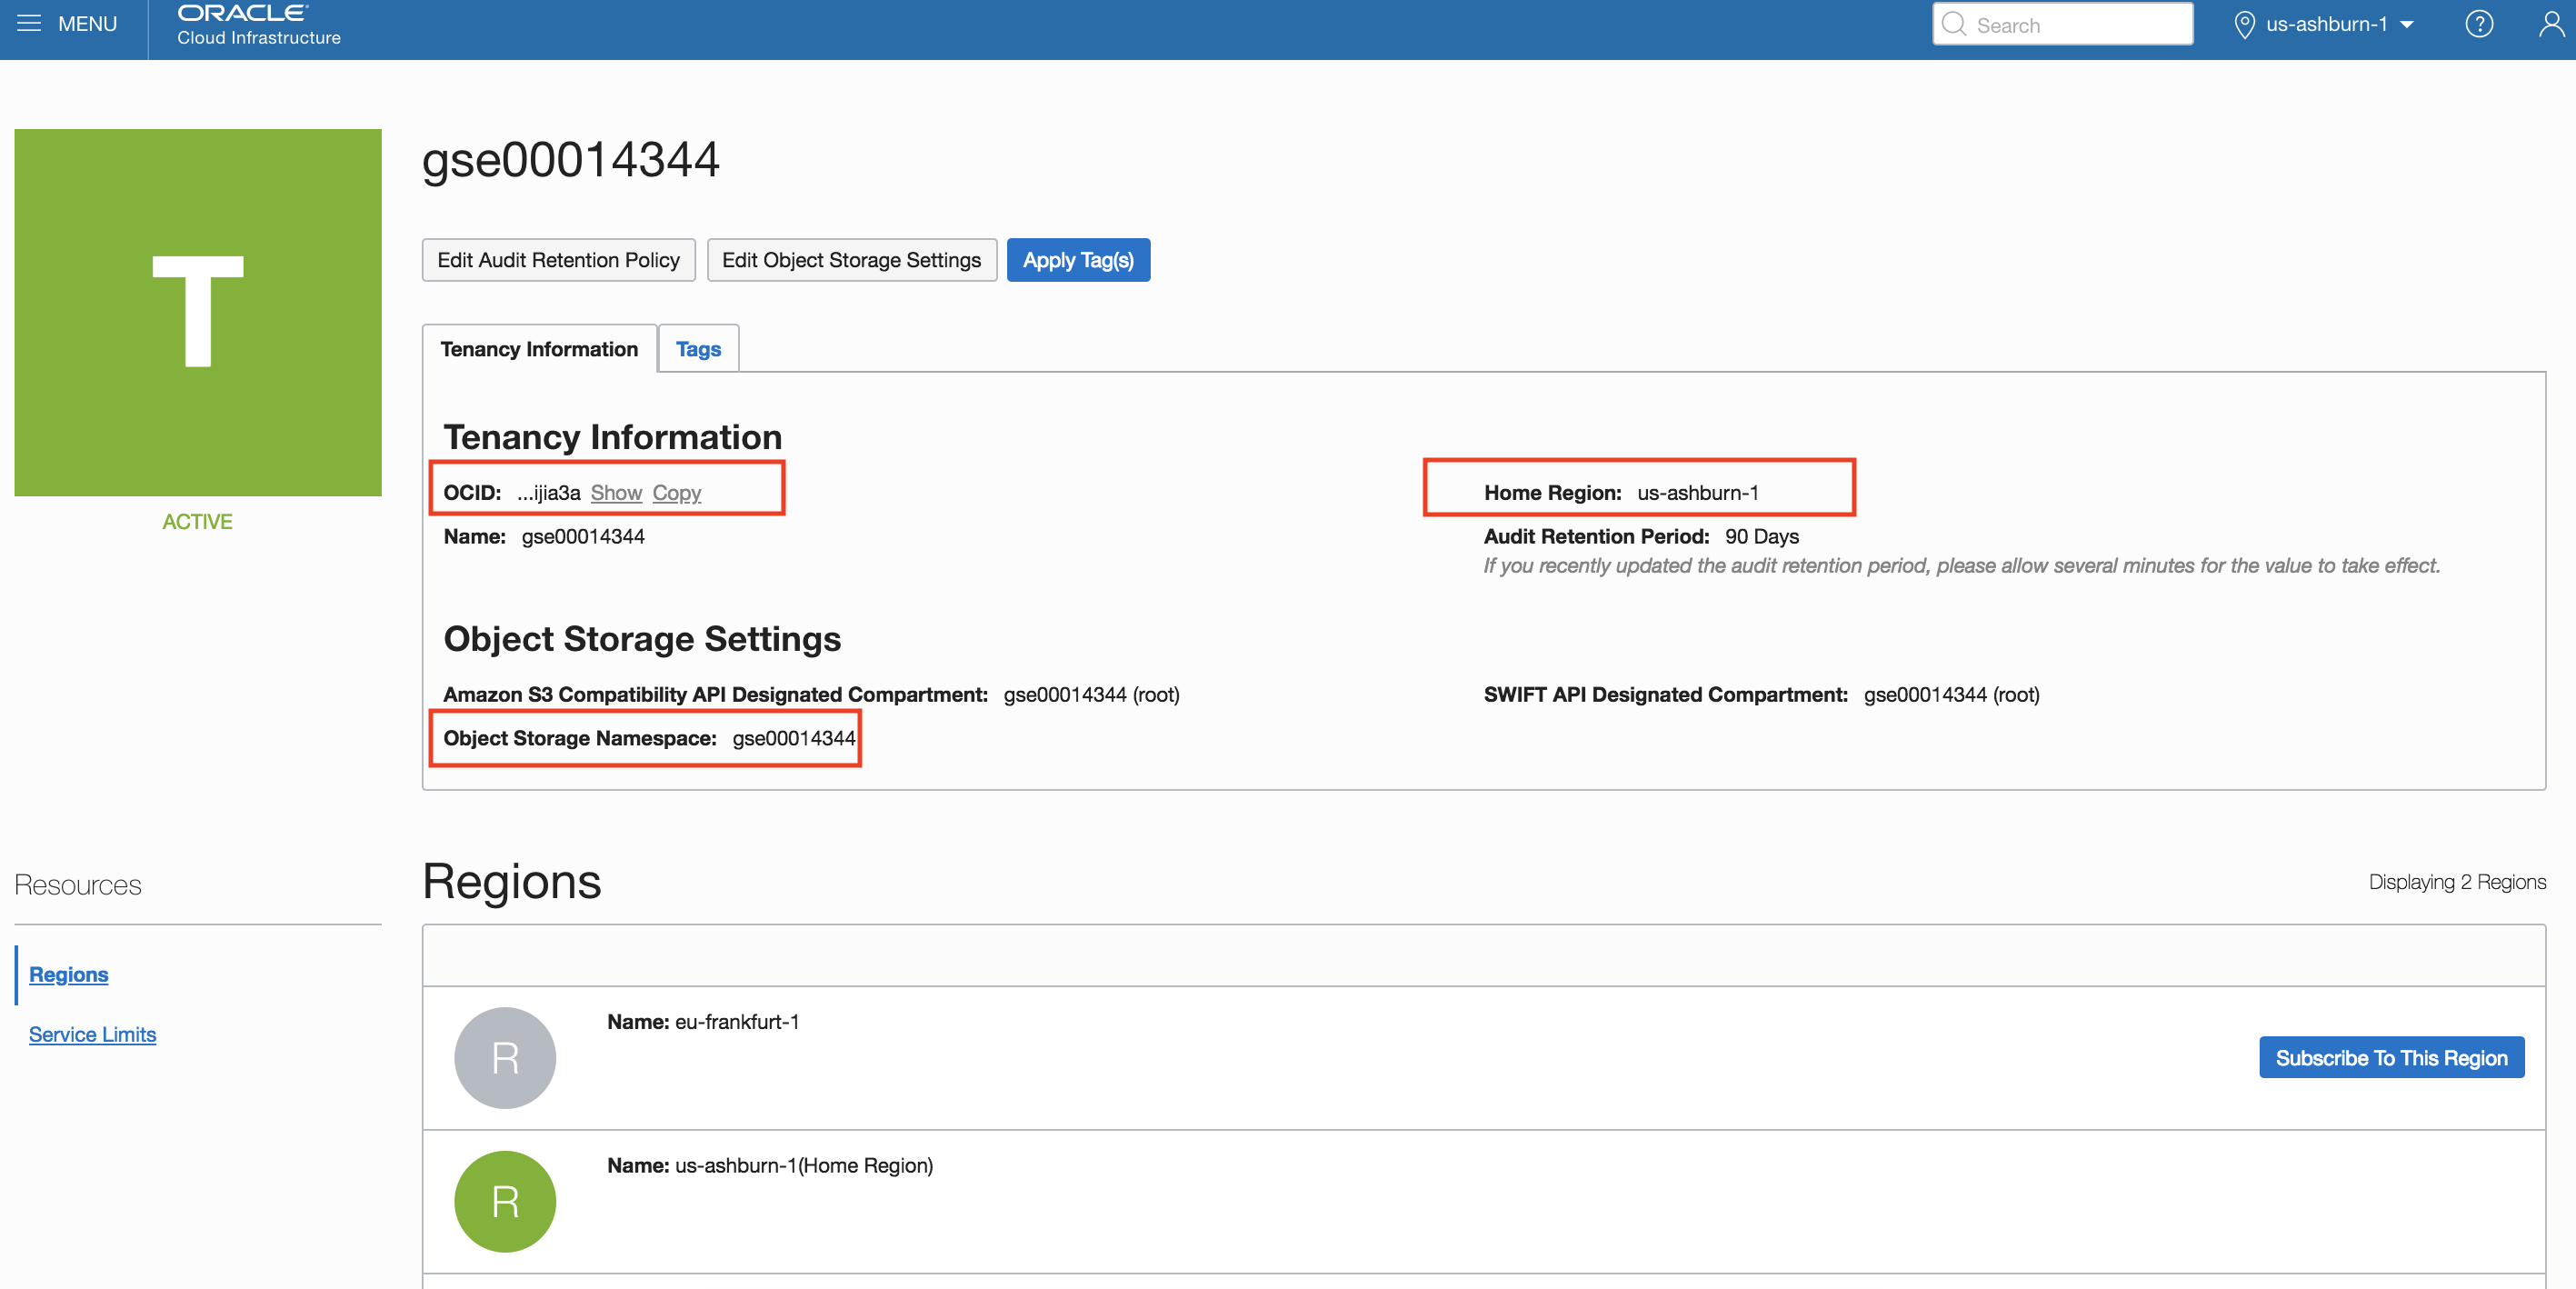 MENU
ORACLE
Cloud Infrastructure
Search
us-ashburn-1
?
T
ACTIVE
gse00014344
Edit Audit Retention Policy Edit Object Storage Settings Apply Tag(s)
Tenancy Information Tags
Tenancy Information
OCID: ...ijia3a Show Copy
Home Region: us-ashburn-1
Name: gse00014344
Audit Retention Period: 90 Days
If you recently updated the audit retention period, please allow several minutes for the value to take effect.
Object Storage Settings
Amazon S3 Compatibility API Designated Compartment: gse00014344 (root)
SWIFT API Designated Compartment: gse00014344 (root)
Object Storage Namespace: gse00014344
Resources
Regions
Service Limits
Regions
Displaying 2 Regions
R
Name: eu-frankfurt-1
Subscribe To This Region
R
Name: us-ashburn-1(Home Region)